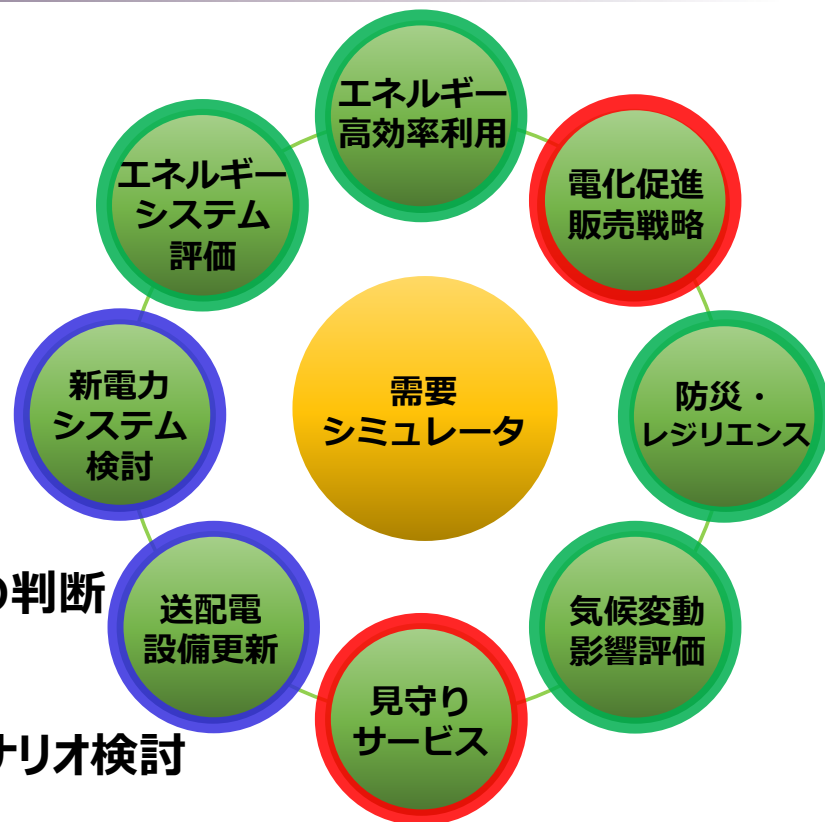 エネルギー
高効率利用
電化促進
販売戦略
防災・
レジリエンス
気候変動
影響評価
見守り
サービス
送配電
設備更新
新電力
システム
検討
エネルギー
システム
評価
需要
シミュレータ
の判断
ナリオ検討